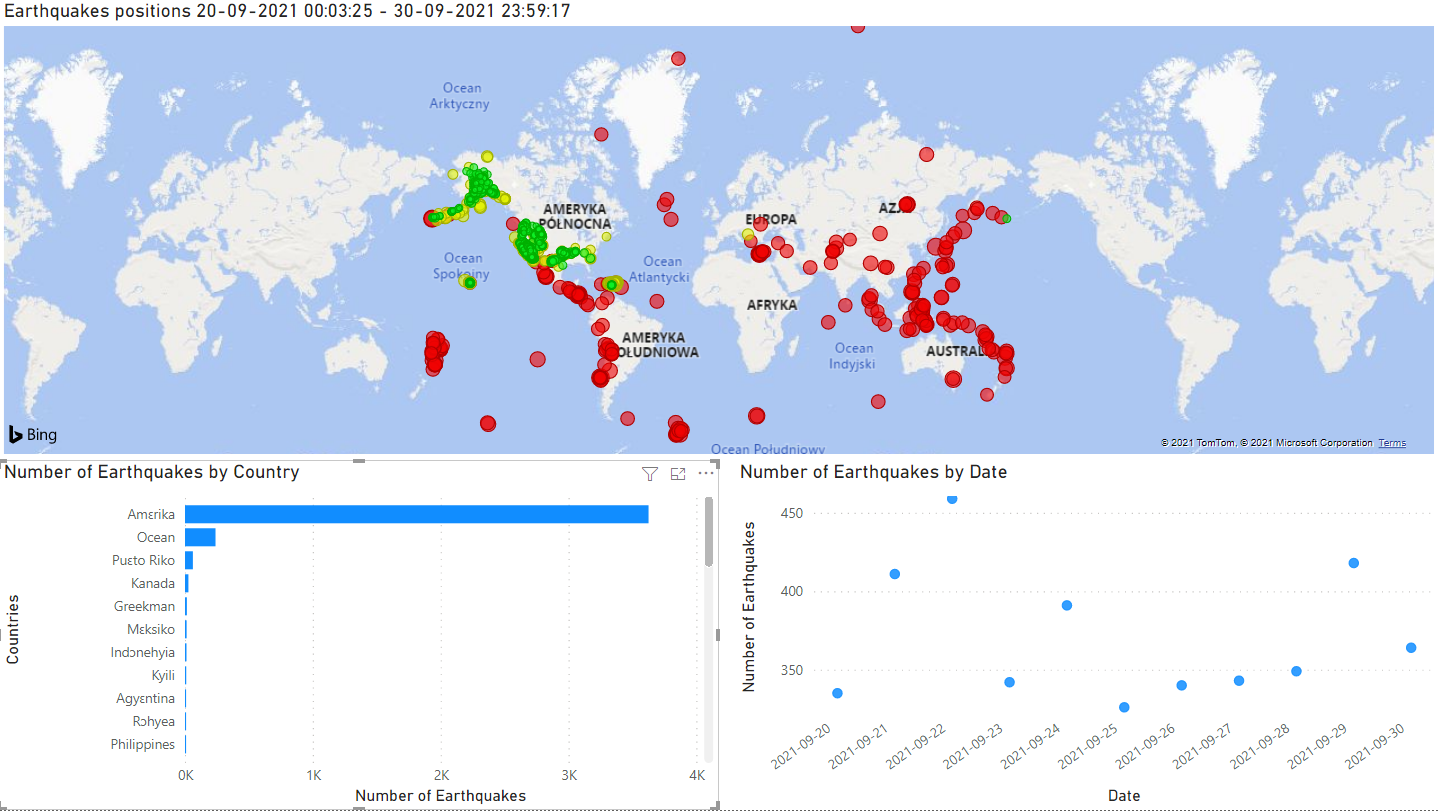 Earthquakes positions 20-09-2021 00:03:25 - 30-09-2021 23:59:17
Ocean
Arktyczny
AMERYKA
PÓŁNOCNA
EUROPA
Ocean
Spokojny
Ocean
Atlantycki
AFRYKA
AMERYKA
Ocean
Indyjski
Ocean Południowy
Bing
© 2021 TomTom, © 2021 Microsoft Corporation Terms
Number of Earthquakes by Country
Countries
Amɛrika
Ocean
Puɛto Riko
Kanada
Greekman
Mɛksiko
Indɔnehyia
Kyili
Agyɛntina
Rɔhyea
Philippines
0K 1K 2K 3K 4K
Number of Earthquakes
Number of Earthquakes by Date
Number of Earthquakes
450
400
350
2021-09-20 2021-09-21 2021-09-22 2021-09-23 2021-09-24 2021-09-25 2021-09-26 2021-09-27 2021-09-28 2021-09-29 2021-09-30
Date